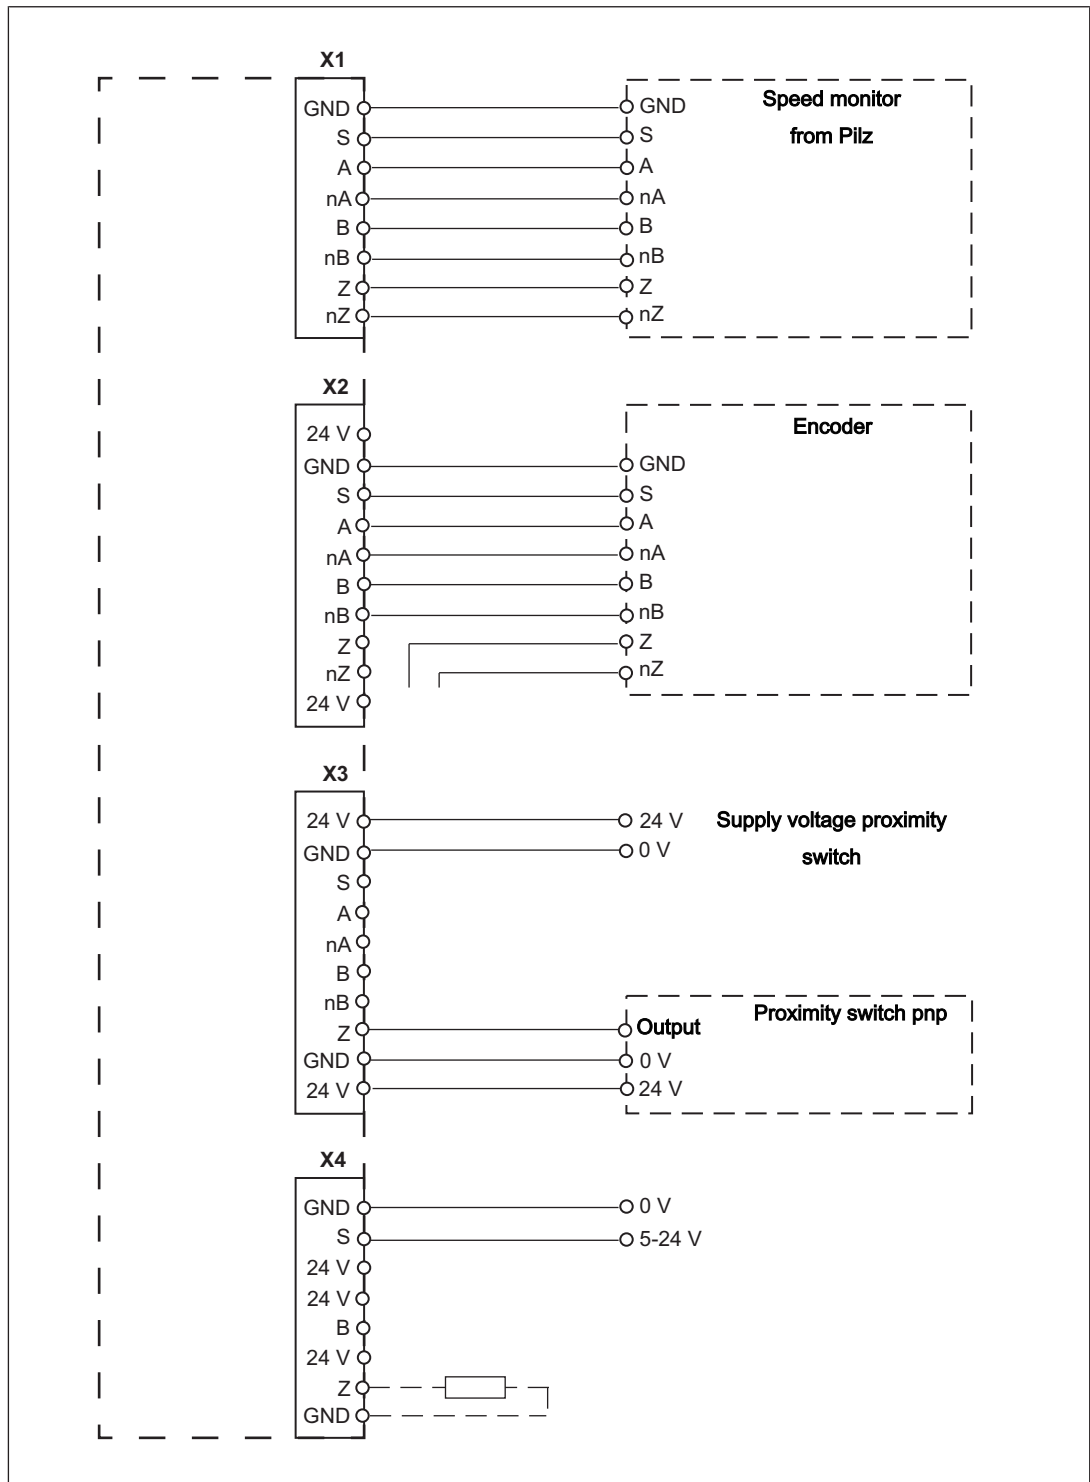 X1
GND GND Speed monitor
S S from Pilz
A A
nA nA
B B
nB nB
Z Z
nZ nZ
X2
24 V Encoder
GND GND
S S
A A
nA nA
B B
nB nB
Z Z
nZ nZ
24 V
X3
24 V 24 V Supply voltage proximity
GND 0 V switch
S
A
nA
B
nB Proximity switch pnp
Z Output
GND 0 V
24 V 24 V
X4
GND 0 V
S 5-24 V
24 V
24 V
B
24 V
Z
GND